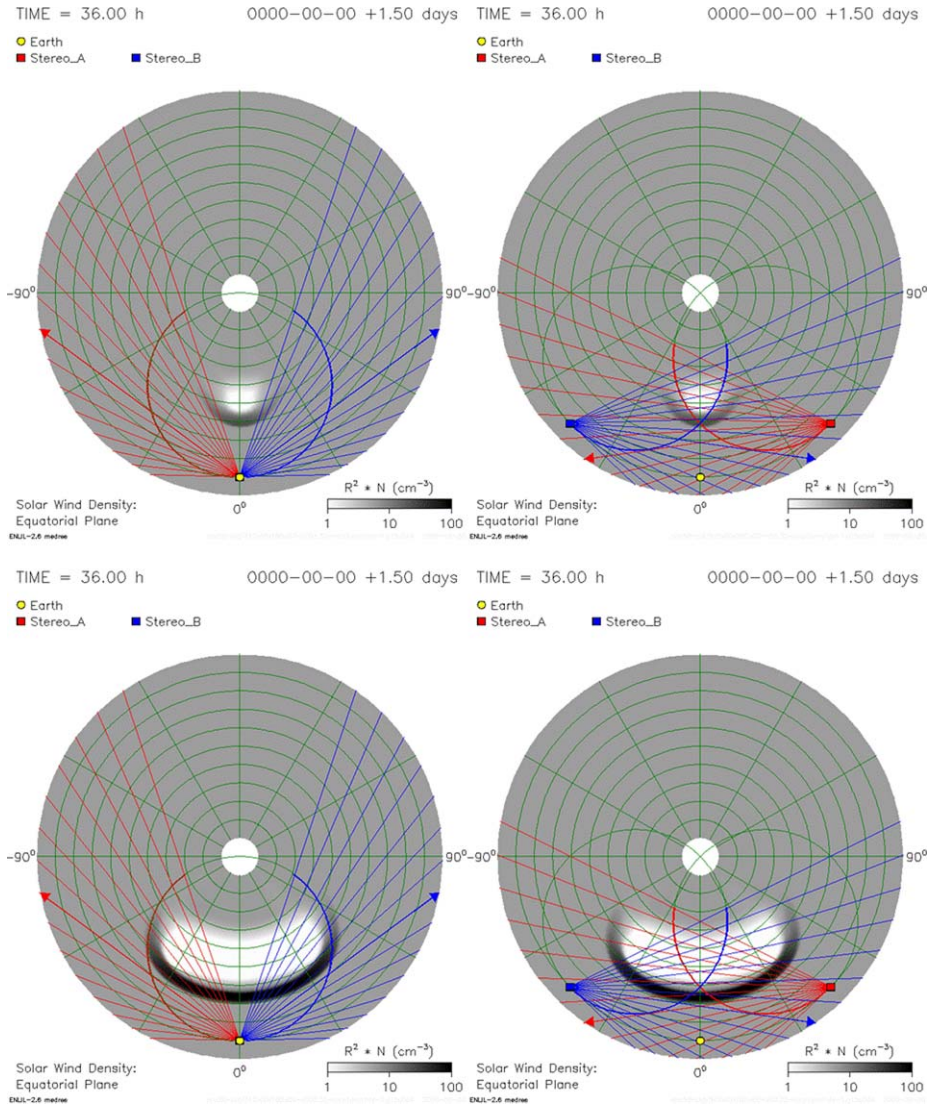 TIME = 36.00 h 0000-00-00 +1.50 days
Earth
Stereo_A Stereo_B
-90° 90°
0°
Solar Wind Density:
Equatorial Plane
R² * N (cm⁻³)
1 10 100
ENLIL-2.6 medres
TIME = 36.00 h 0000-00-00 +1.50 days
Earth
Stereo_A Stereo_B
-90° 90°
0°
Solar Wind Density:
Equatorial Plane
R² * N (cm⁻³)
1 10 100
ENLIL-2.6 medres
TIME = 36.00 h 0000-00-00 +1.50 days
Earth
Stereo_A Stereo_B
-90° 90°
0°
Solar Wind Density:
Equatorial Plane
R² * N (cm⁻³)
1 10 100
ENLIL-2.6 medres
TIME = 36.00 h 0000-00-00 +1.50 days
Earth
Stereo_A Stereo_B
-90° 90°
0°
Solar Wind Density:
Equatorial Plane
R² * N (cm⁻³)
1 10 100
ENLIL-2.6 medres